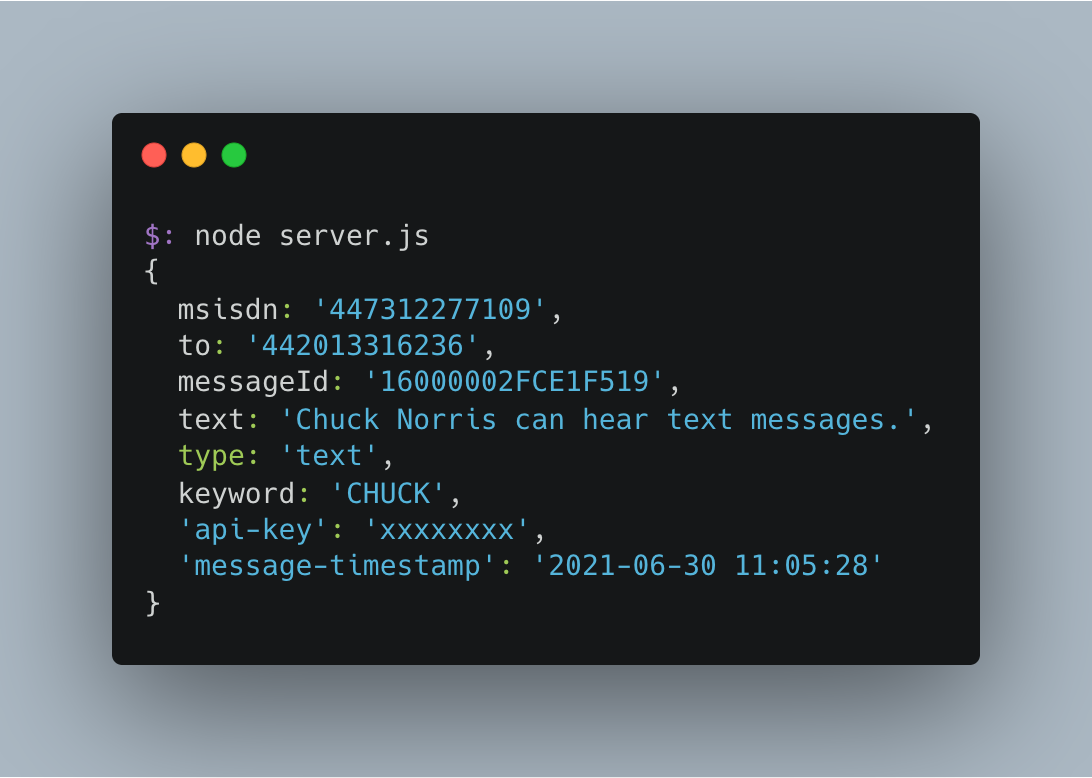 $: node server.js
{
  msisdn: '447312277109',
  to: '442013316236',
  messageId: '16000002FCE1F519',
  text: 'Chuck Norris can hear text messages.',
  type: 'text',
  keyword: 'CHUCK',
  'api-key': 'xxxxxxxx',
  'message-timestamp': '2021-06-30 11:05:28'
}